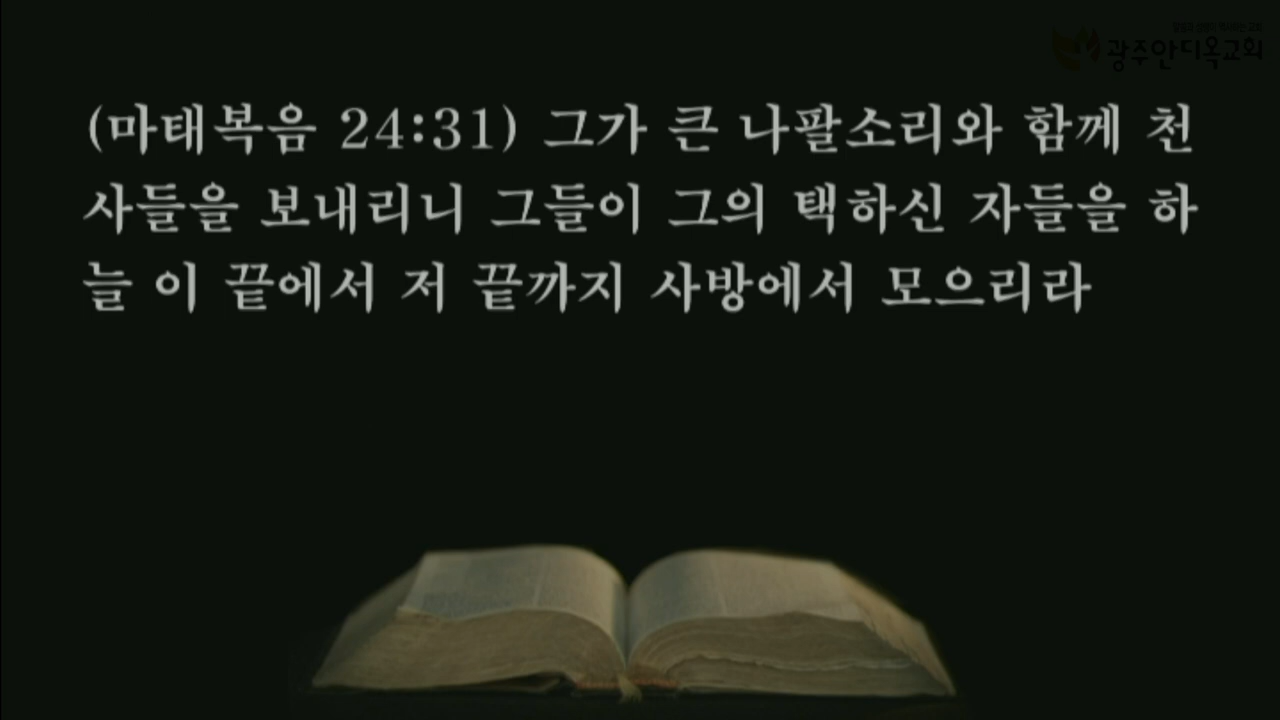 광주안디옥교회
(마태복음 24:31) 그가 큰 나팔소리와 함께 천
사들을 보내리니 그들이 그의 택하신 자들을 하
늘 이 끝에서 저 끝까지 사방에서 모으리라